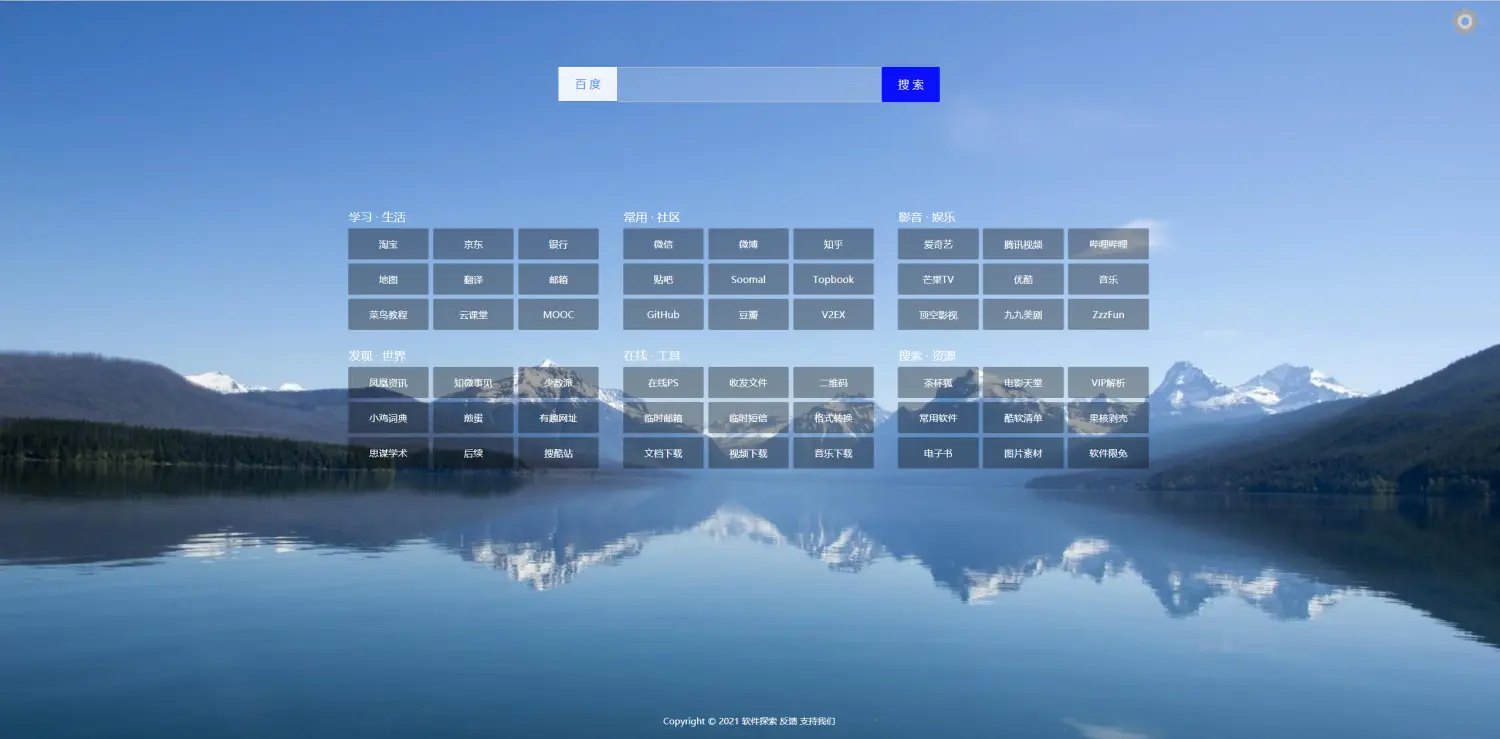 百 度 搜 索
学习 · 生活
淘宝 京东 银行
地图 翻译 邮箱
菜鸟教程 云课堂 MOOC
常用 · 社区
微信 微博 知乎
贴吧 Soomal Topbook
GitHub 豆瓣 V2EX
影音 · 娱乐
爱奇艺 腾讯视频 哔哩哔哩
芒果TV 优酷 音乐
顶空影视 九九美剧 ZzzFun
发现 · 世界
凤凰资讯 知微事见 少数派
小鸡词典 煎蛋 有趣网址
思谋学术 后续 搜酷站
在线 · 工具
在线PS 收发文件 二维码
临时邮箱 临时短信 格式转换
文档下载 视频下载 音乐下载
搜索 · 资源
茶杯狐 电影天堂 VIP解析
常用软件 酷软清单 果核剥壳
电子书 图片素材 软件限免
Copyright © 2021 软件探索 反馈 支持我们